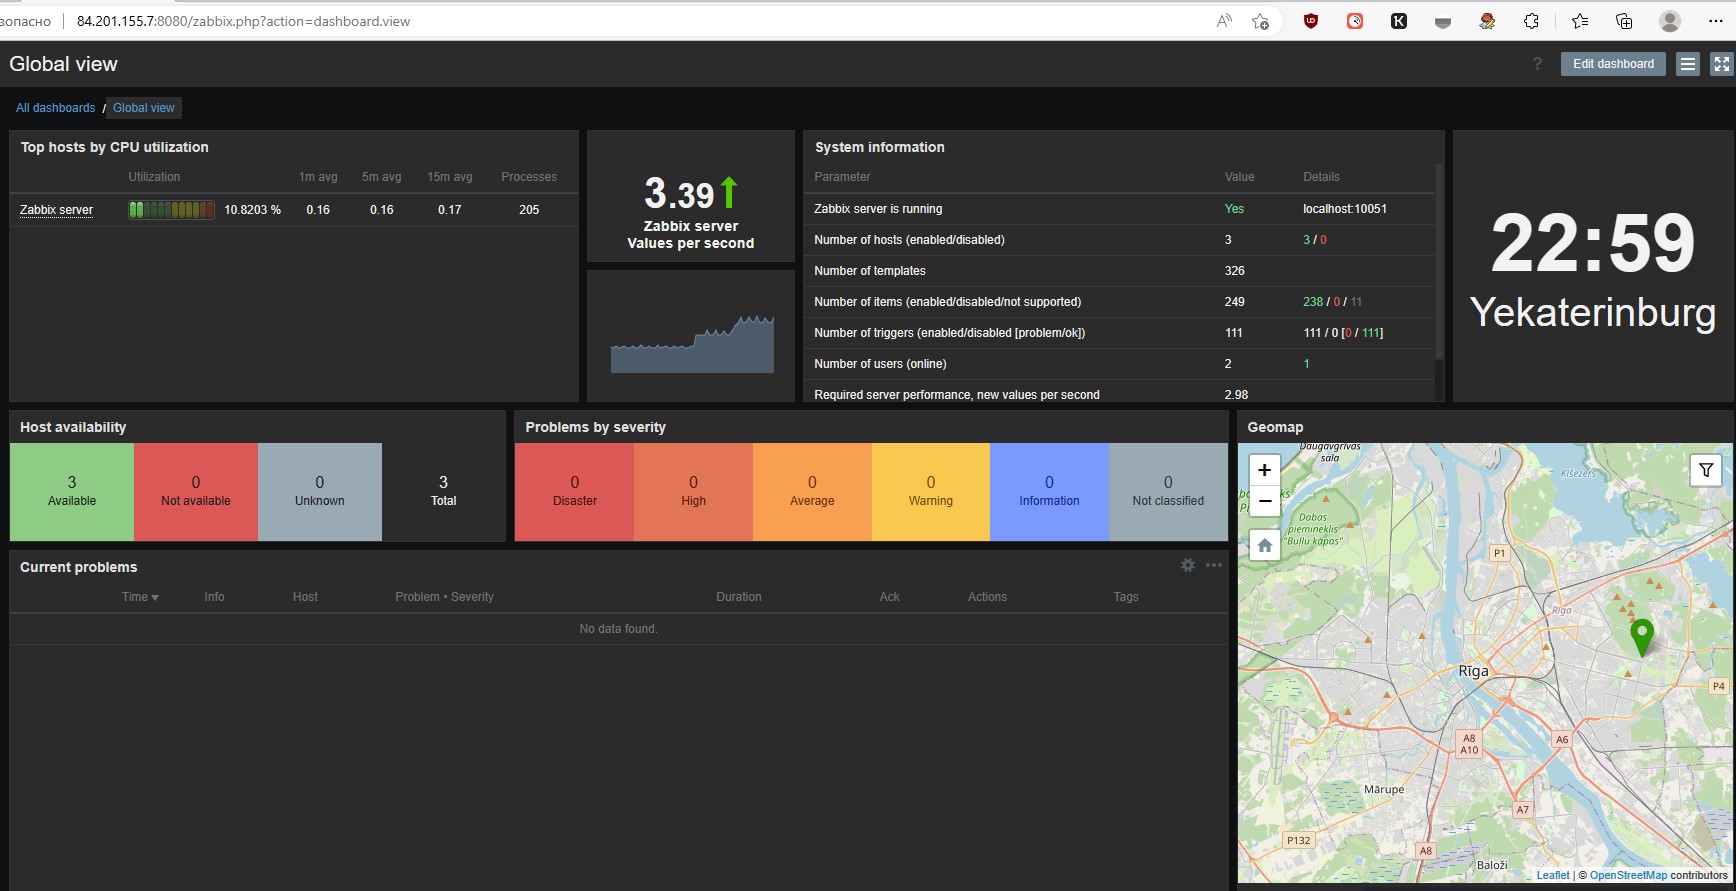 зопасно
84.201.155.7:8080/zabbix.php?action=dashboard.view
Global view
? Edit dashboard
All dashboards / Global view
Top hosts by CPU utilization
Utilization 1m avg 5m avg 15m avg Processes
Zabbix server 10.8203 % 0.16 0.16 0.17 205
3.39
Zabbix server
Values per second
System information
Parameter Value Details
Zabbix server is running Yes localhost:10051
Number of hosts (enabled/disabled) 3 3 / 0
Number of templates 326
Number of items (enabled/disabled/not supported) 249 238 / 0 / 11
Number of triggers (enabled/disabled [problem/ok]) 111 111 / 0 [0 / 111]
Number of users (online) 2 1
Required server performance, new values per second 2.98
22:59
Yekaterinburg
Host availability
3 0 0 3
Available Not available Unknown Total
Problems by severity
0 0 0 0 0 0
Disaster High Average Warning Information Not classified
Current problems
Time Info Host Problem • Severity Duration Ack Actions Tags
No data found.
Geomap
+
−
Daugavgrīvas
sala
Ķīšezers
Dabas
piemineklis
"Buļļu kāpas"
P1
Rīga
Rīga
P4
A8
A10
A6
Mārupe
A7
P132
A8
Baloži
Leaflet | © OpenStreetMap contributors